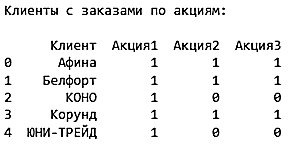 Клиенты с заказами по акциям:
Клиент Акция1 Акция2 Акция3
0 Афина 1 1 1
1 Белфорт 1 1 1
2 КОНО 1 0 0
3 Корунд 1 1 1
4 ЮНИ-ТРЕЙД 1 0 0